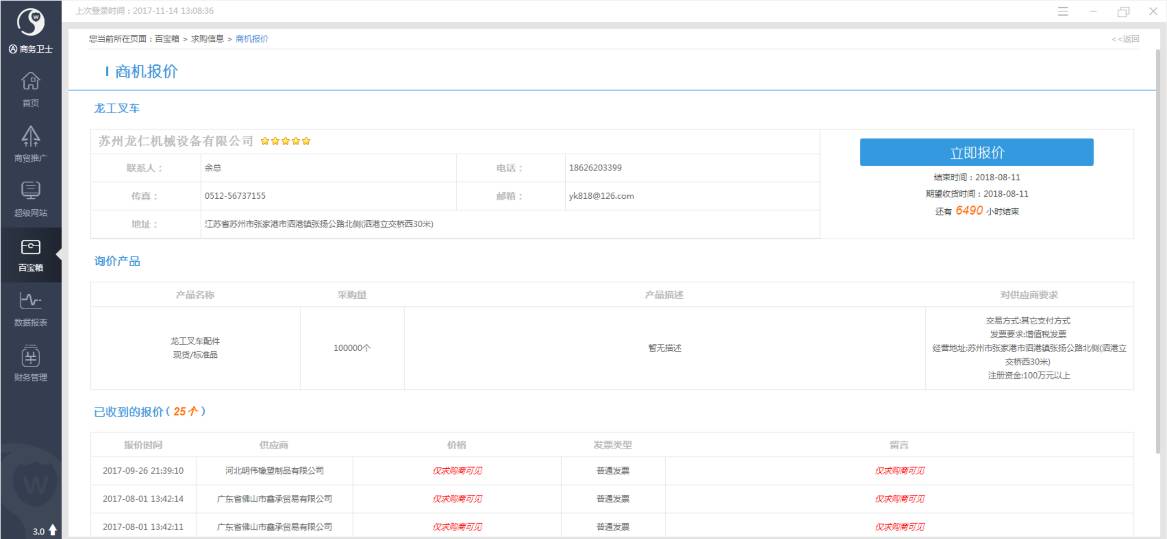 上次登录时间：2017-11-14 13:08:36
商务卫士
您当前所在页面：百宝箱 > 求购信息 > 商机报价
<<返回
首页
商贸推广
超级网站
百宝箱
数据报表
财务管理
3.0
商机报价
龙工叉车
苏州龙仁机械设备有限公司
联系人： 余总 电话： 18626203399
传真： 0512-56737155 邮箱： yk818@126.com
地址： 江苏省苏州市张家港市泗港镇张扬公路北侧(泗港立交桥西30米)
立即报价
结束时间：2018-08-11
期望收货时间：2018-08-11
还有 6490 小时结束
询价产品
产品名称 采购量 产品描述 对供应商要求
龙工叉车配件
现货/标准品
100000个
暂无描述
交易方式:其它支付方式
发票要求:增值税发票
经营地址:苏州市张家港市泗港镇张扬公路北侧(泗港立
交桥西30米)
注册资金:100万元以上
已收到的报价( 25个 )
报价时间 供应商 价格 发票类型 留言
2017-09-26 21:39:10 河北明伟橡塑制品有限公司 仅求购商可见 普通发票 仅求购商可见
2017-08-01 13:42:14 广东省佛山市鑫承贸易有限公司 仅求购商可见 普通发票 仅求购商可见
2017-08-01 13:42:11 广东省佛山市鑫承贸易有限公司 仅求购商可见 普通发票 仅求购商可见